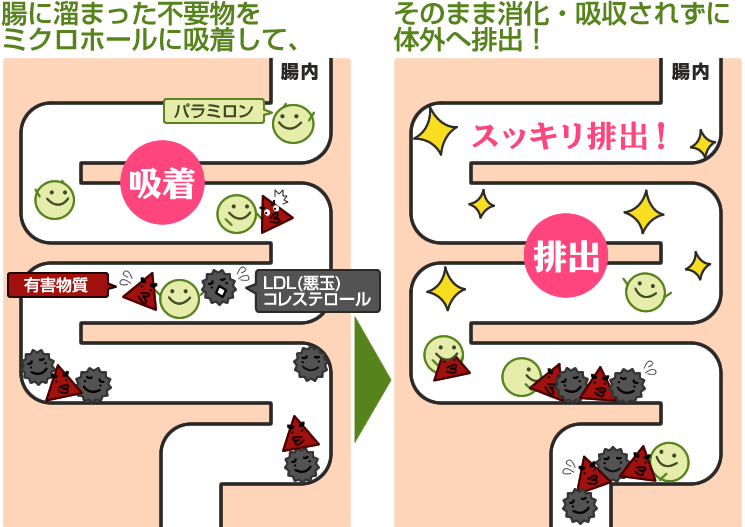 腸に溜まった不要物を
ミクロホールに吸着して、
腸内
パラミロン
吸着
有害物質
LDL(悪玉)
コレステロール
そのまま消化・吸収されずに
体外へ排出！
腸内
スッキリ排出！
排出